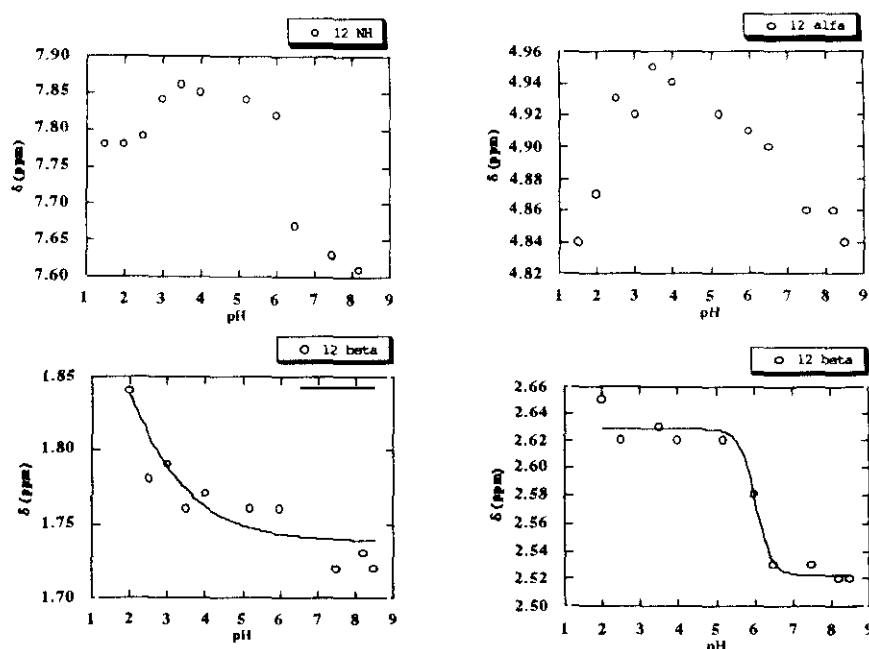 12 NH
7.90
7.85
7.80
7.75
7.70
7.65
7.60
δ (ppm)
1 2 3 4 5 6 7 8 9
pH
12 alfa
4.96
4.94
4.92
4.90
4.88
4.86
4.84
4.82
δ (ppm)
1 2 3 4 5 6 7 8 9
pH
12 beta
1.85
1.80
1.75
1.70
δ (ppm)
1 2 3 4 5 6 7 8 9
pH
12 beta
2.66
2.64
2.62
2.60
2.58
2.56
2.54
2.52
2.50
δ (ppm)
1 2 3 4 5 6 7 8 9
pH